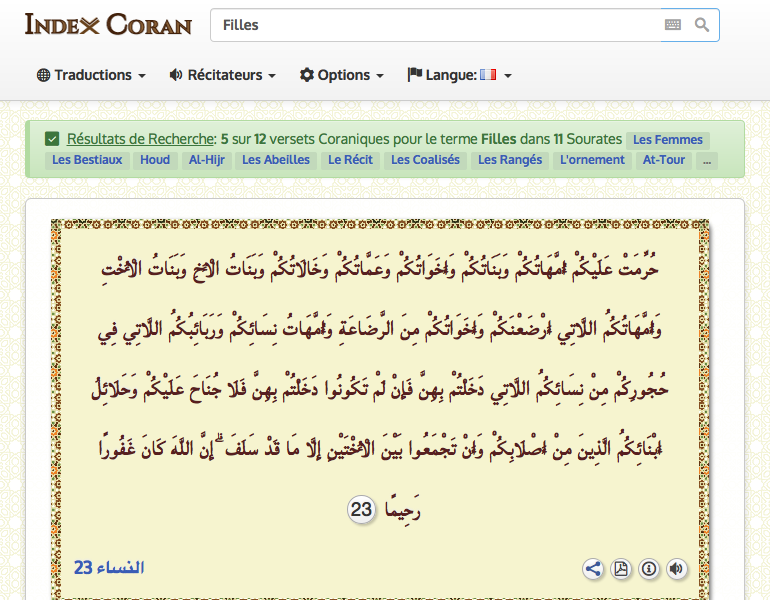 INDEX CORAN
Filles
Traductions
Récitateurs
Options
Langue:
Résultats de Recherche: 5 sur 12 versets Coraniques pour le terme Filles dans 11 Sourates Les Femmes
Les Bestiaux Houd Al-Hijr Les Abeilles Le Récit Les Coalisés Les Rangés L'ornement At-Tour ...
حُرِّمَتْ عَلَيْكُمْ أُمَّهَاتُكُمْ وَبَنَاتُكُمْ وَأَخَوَاتُكُمْ وَعَمَّاتُكُمْ وَخَالَاتُكُمْ وَبَنَاتُ الْأَخِ وَبَنَاتُ الْأُخْتِ
وَأُمَّهَاتُكُمُ اللَّاتِي أَرْضَعْنَكُمْ وَأَخَوَاتُكُمْ مِنَ الرَّضَاعَةِ وَأُمَّهَاتُ نِسَائِكُمْ وَرَبَائِبُكُمُ اللَّاتِي فِي
حُجُورِكُمْ مِنْ نِسَائِكُمُ اللَّاتِي دَخَلْتُمْ بِهِنَّ فَإِنْ لَمْ تَكُونُوا دَخَلْتُمْ بِهِنَّ فَلَا جُنَاحَ عَلَيْكُمْ وَحَلَائِلُ
أَبْنَائِكُمُ الَّذِينَ مِنْ أَصْلَابِكُمْ وَأَنْ تَجْمَعُوا بَيْنَ الْأُخْتَيْنِ إِلَّا مَا قَدْ سَلَفَ ۗ إِنَّ اللَّهَ كَانَ غَفُورًا
رَحِيمًا 23
النساء 23